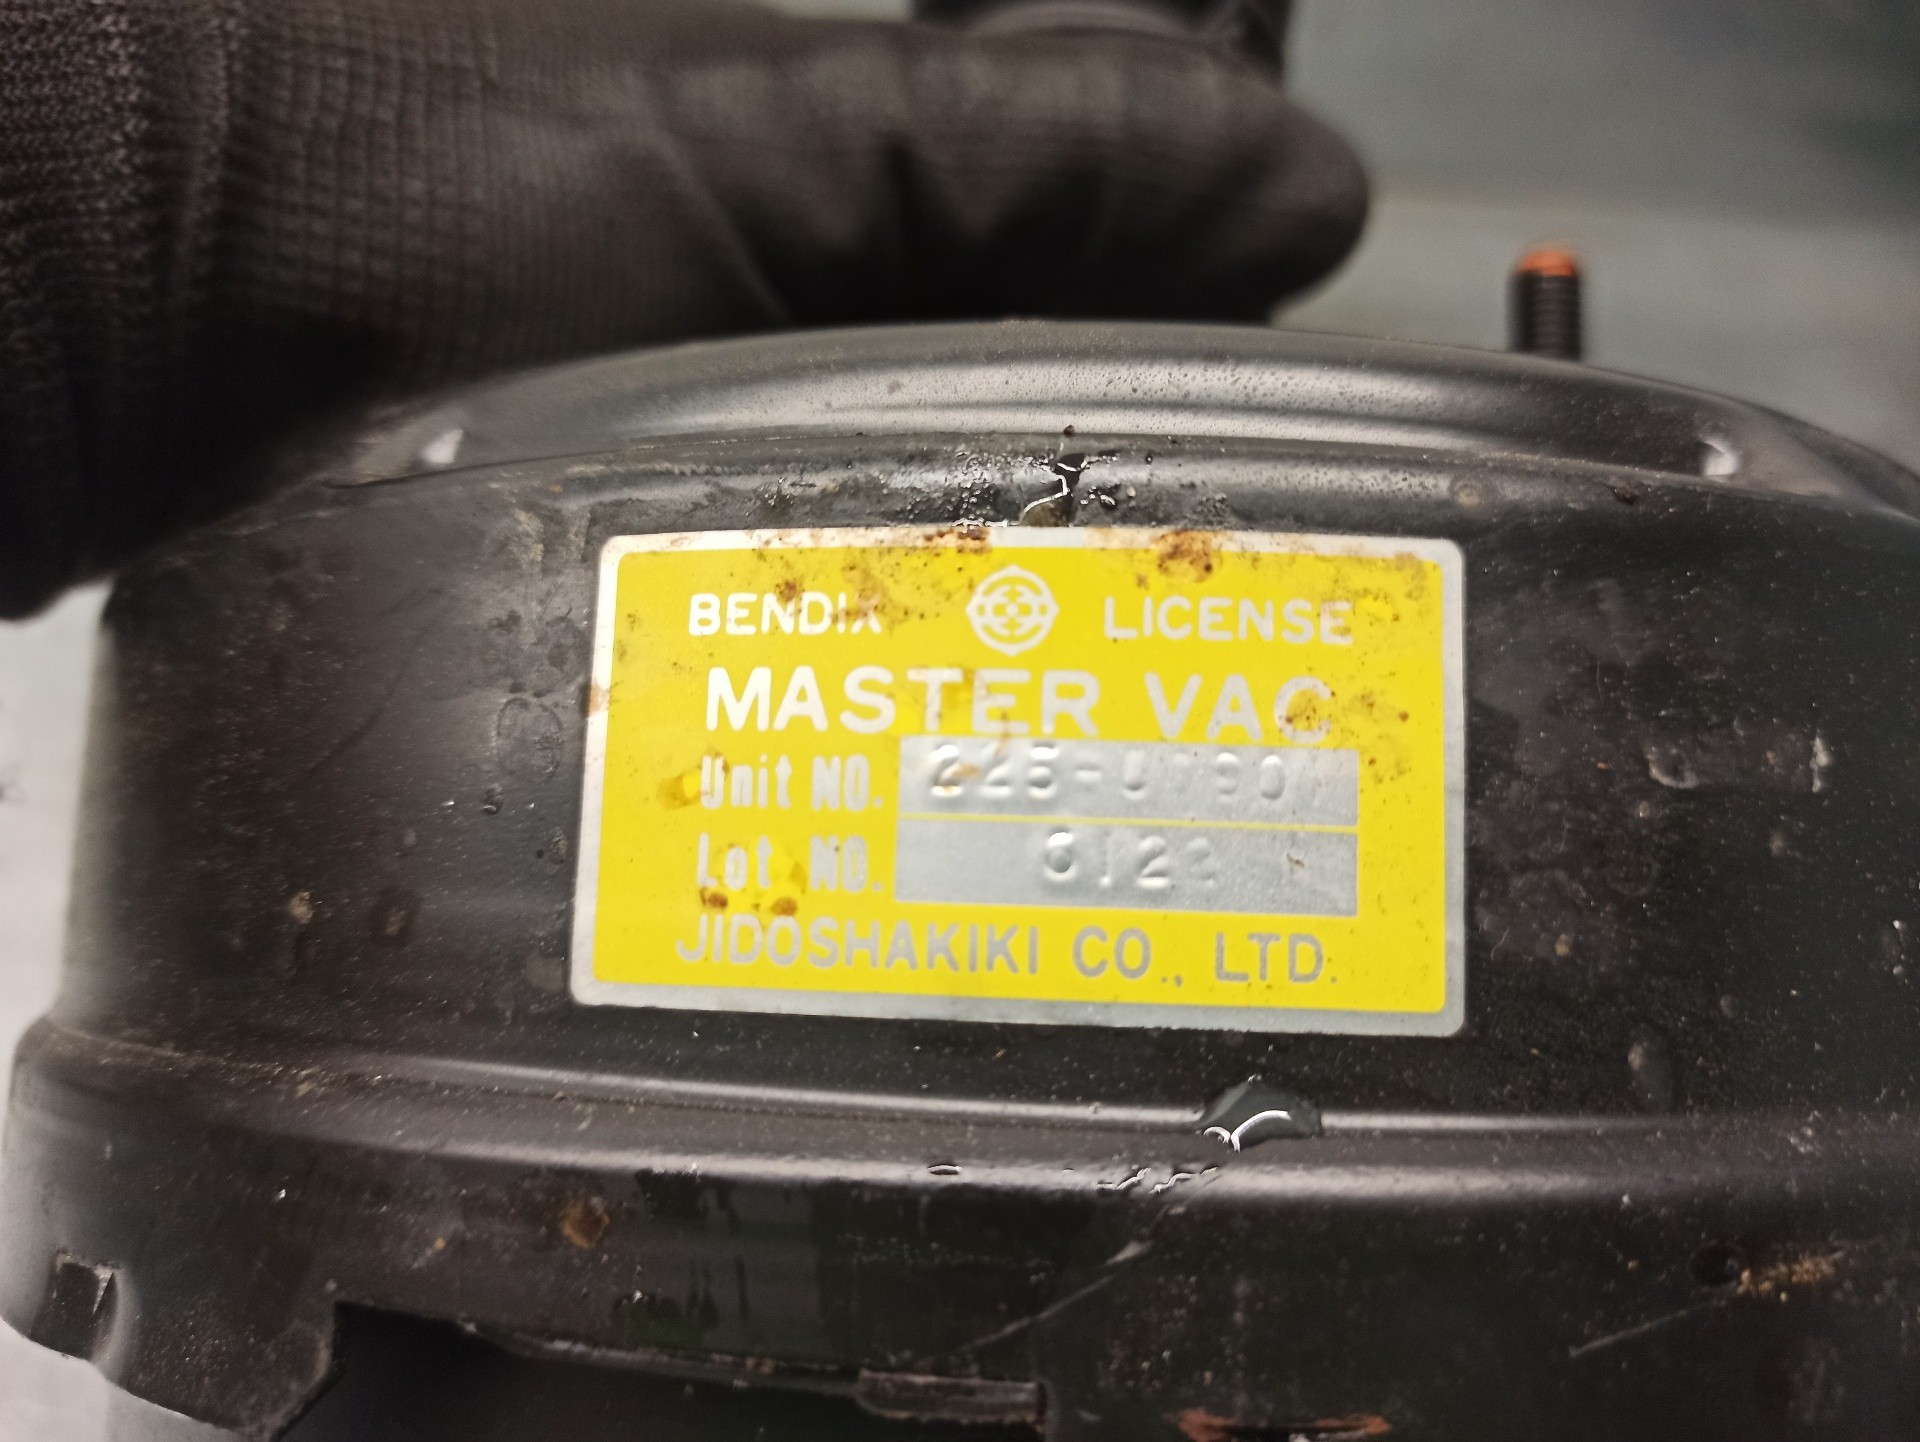 BENDIX LICENSE
MASTER VAC
Unit NO.
Lot NO.
JIDOSHAKIKI CO., LTD.